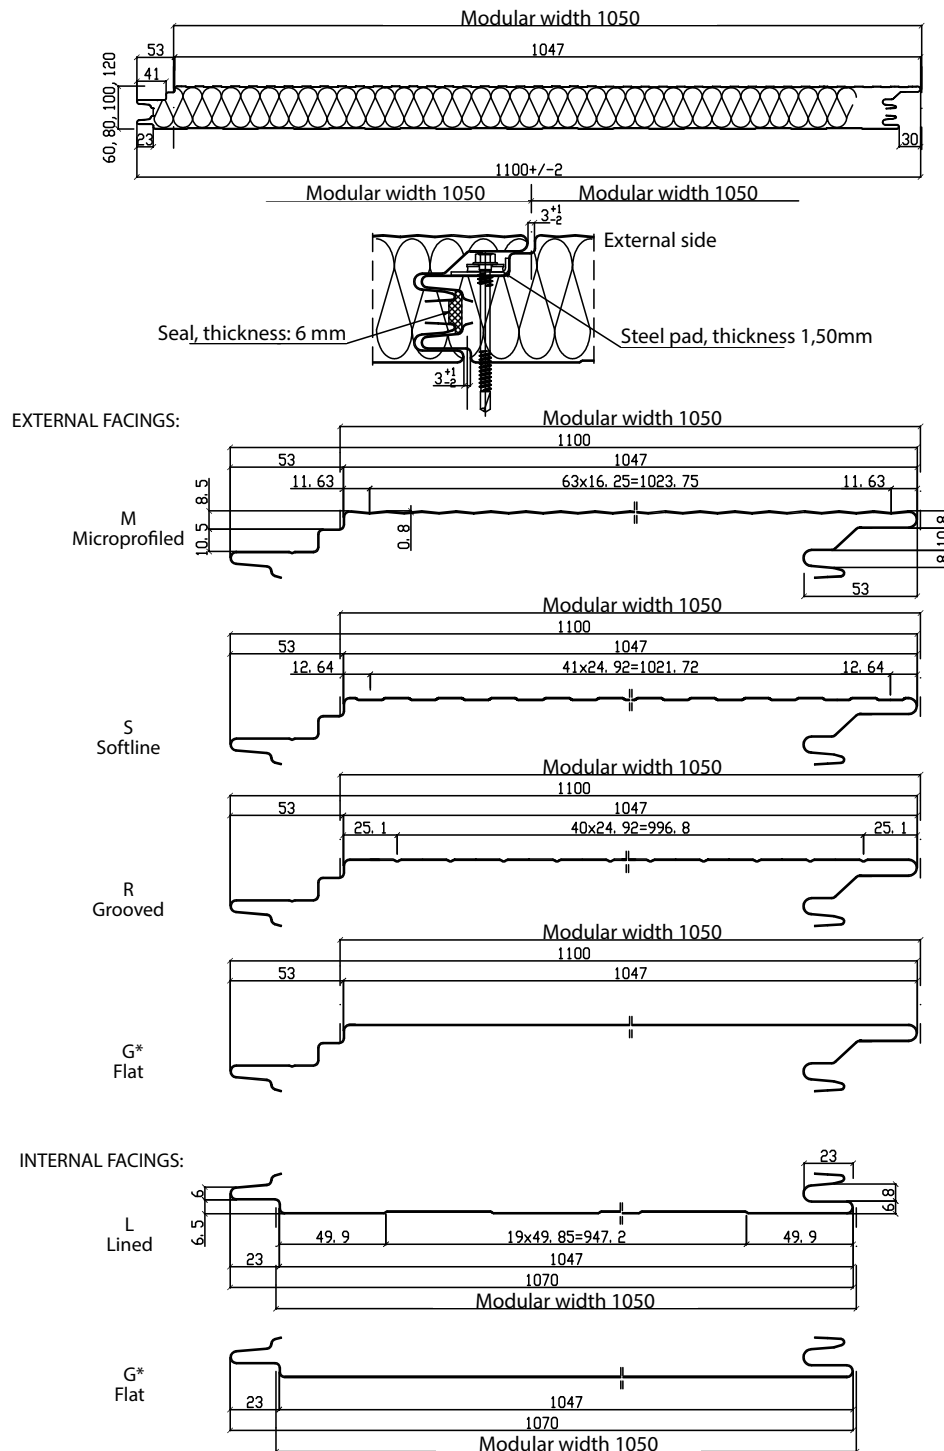 Modular width 1050
53
1047
41
60, 80, 100, 120
23
30
1100+/-2
Modular width 1050
Modular width 1050
3 +1 -2
External side
Seal, thickness: 6 mm
Steel pad, thickness 1,50mm
3 +1 -2
EXTERNAL FACINGS:
Modular width 1050
1100
53
1047
11. 63
63x16. 25=1023. 75
11. 63
8. 5
M
Microprofiled
10. 5
0. 8
8
10. 8
8
53
Modular width 1050
1100
53
1047
12. 64
41x24. 92=1021. 72
12. 64
S
Softline
Modular width 1050
1100
53
1047
25. 1
40x24. 92=996. 8
25. 1
R
Grooved
Modular width 1050
1100
53
1047
G*
Flat
INTERNAL FACINGS:
23
6
L
Lined
6. 5
49. 9
19x49. 85=947. 2
49. 9
23
1047
1070
Modular width 1050
G*
Flat
23
1047
1070
Modular width 1050